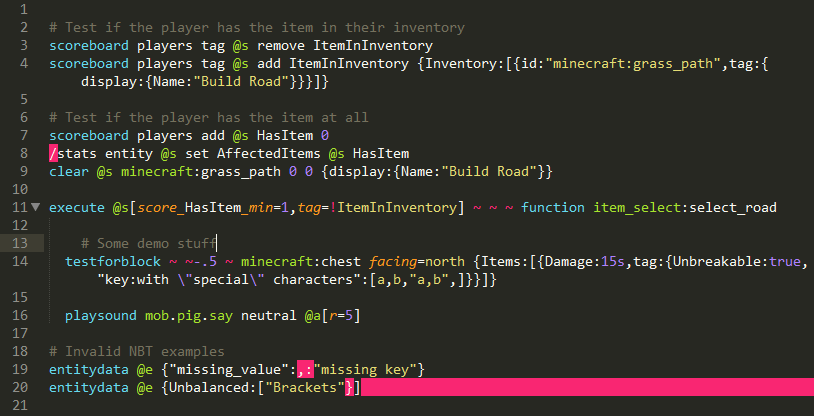 1
2 # Test if the player has the item in their inventory
3 scoreboard players tag @s remove ItemInInventory
4 scoreboard players tag @s add ItemInInventory {Inventory:[{id:"minecraft:grass_path",tag:{
display:{Name:"Build Road"}}}]}
5
6 # Test if the player has the item at all
7 scoreboard players add @s HasItem 0
8 /stats entity @s set AffectedItems @s HasItem
9 clear @s minecraft:grass_path 0 0 {display:{Name:"Build Road"}}
10
11 execute @s[score_HasItem_min=1,tag=!ItemInInventory] ~ ~ ~ function item_select:select_road
12
13 # Some demo stuff
14 testforblock ~ ~-.5 ~ minecraft:chest facing=north {Items:[{Damage:15s,tag:{Unbreakable:true,
"key:with \"special\" characters":[a,b,"a,b",]}}]}
15
16 playsound mob.pig.say neutral @a[r=5]
17
18 # Invalid NBT examples
19 entitydata @e {"missing_value":,:"missing key"}
20 entitydata @e {Unbalanced:["Brackets"}]
21